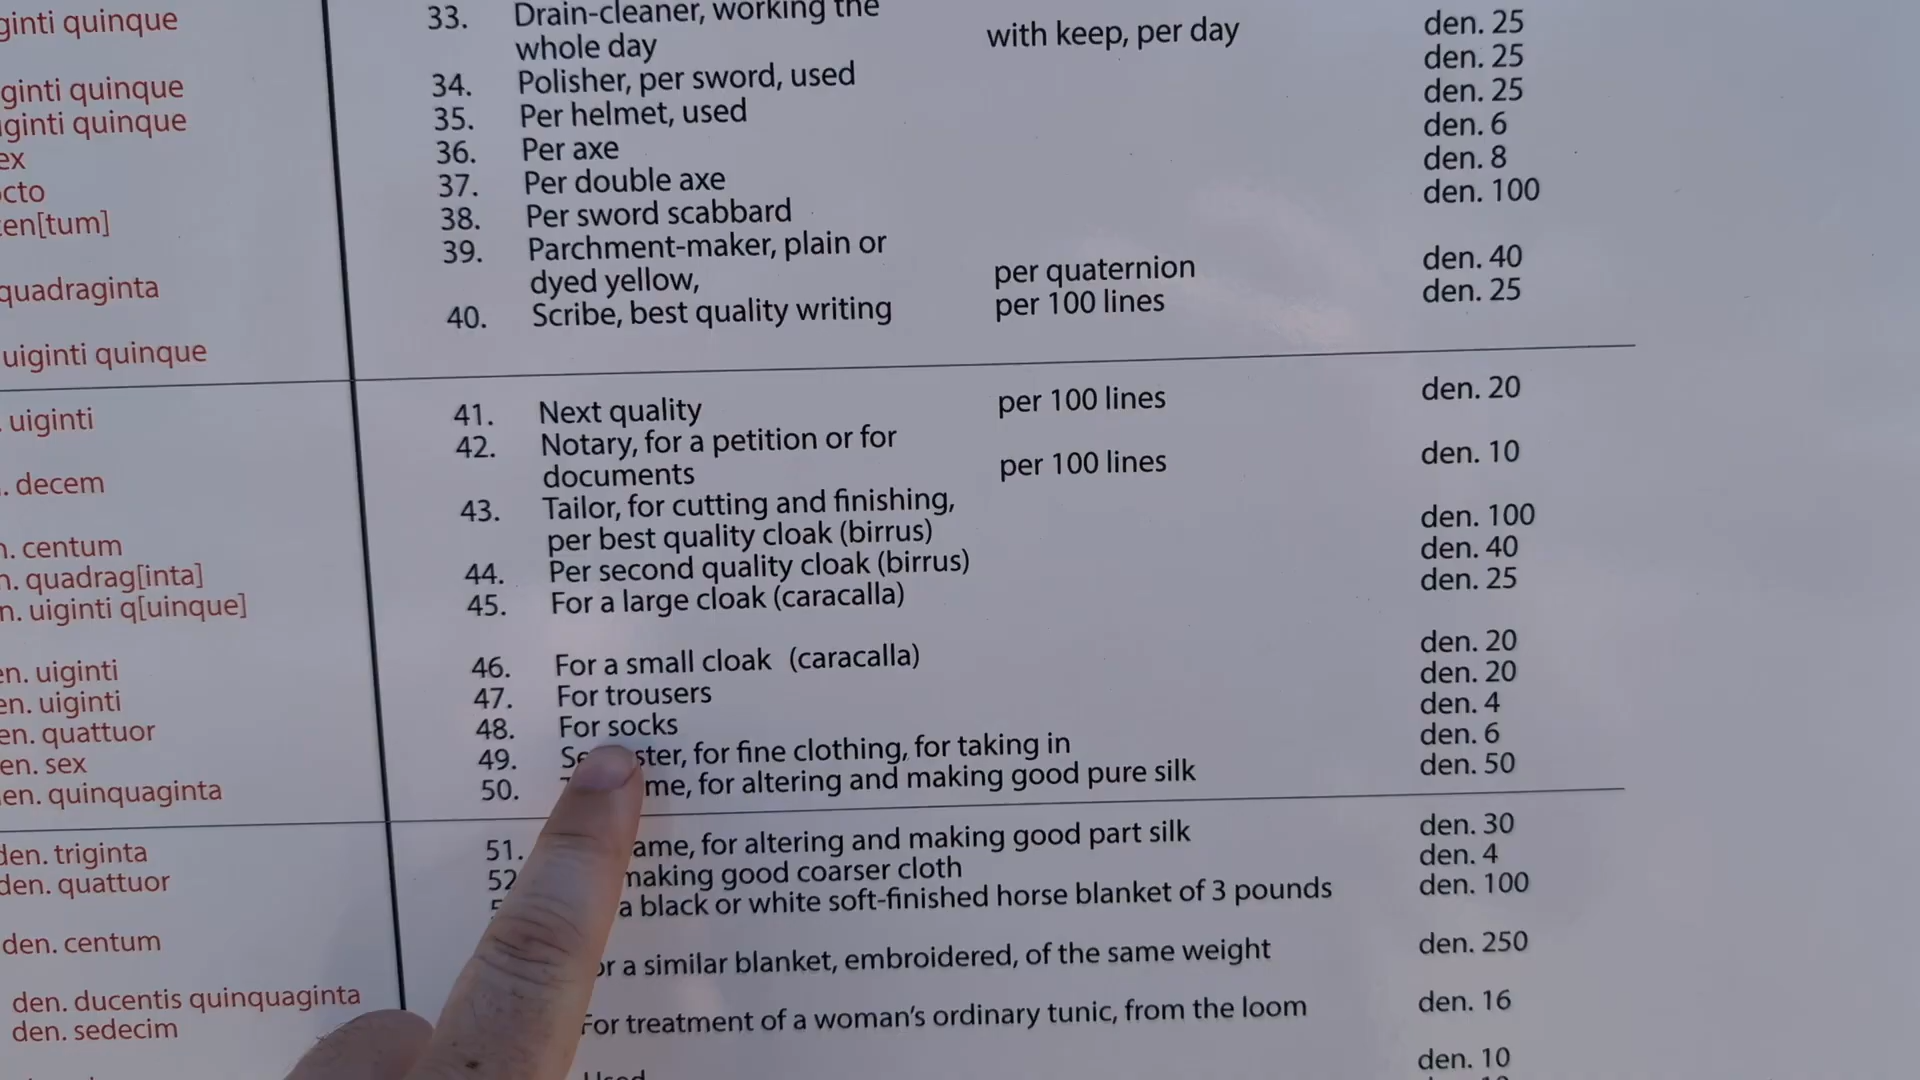 ginti quinque
ginti quinque
ginti quinque
ex
octo
cen[tum]
quadraginta
uiginti quinque
uiginti
decem
n. centum
n. quadrag[inta]
n. uiginti q[uinque]
en. uiginti
en. uiginti
en. quattuor
en. sex
en. quinquaginta
den. triginta
den. quattuor
den. centum
den. ducentis quinquaginta
den. sedecim
33. Drain-cleaner, working the
whole day with keep, per day den. 25
34. Polisher, per sword, used den. 25
35. Per helmet, used den. 25
36. Per axe den. 6
37. Per double axe den. 8
38. Per sword scabbard den. 100
39. Parchment-maker, plain or
dyed yellow, per quaternion den. 40
40. Scribe, best quality writing per 100 lines den. 25
41. Next quality per 100 lines den. 20
42. Notary, for a petition or for
documents per 100 lines den. 10
43. Tailor, for cutting and finishing,
per best quality cloak (birrus) den. 100
44. Per second quality cloak (birrus) den. 40
45. For a large cloak (caracalla) den. 25
46. For a small cloak (caracalla) den. 20
47. For trousers den. 20
48. For socks den. 4
49. ster, for fine clothing, for taking in den. 6
50. me, for altering and making good pure silk den. 50
51. ame, for altering and making good part silk den. 30
52 making good coarser cloth den. 4
a black or white soft-finished horse blanket of 3 pounds den. 100
or a similar blanket, embroidered, of the same weight den. 250
For treatment of a woman's ordinary tunic, from the loom den. 16
Used den. 10